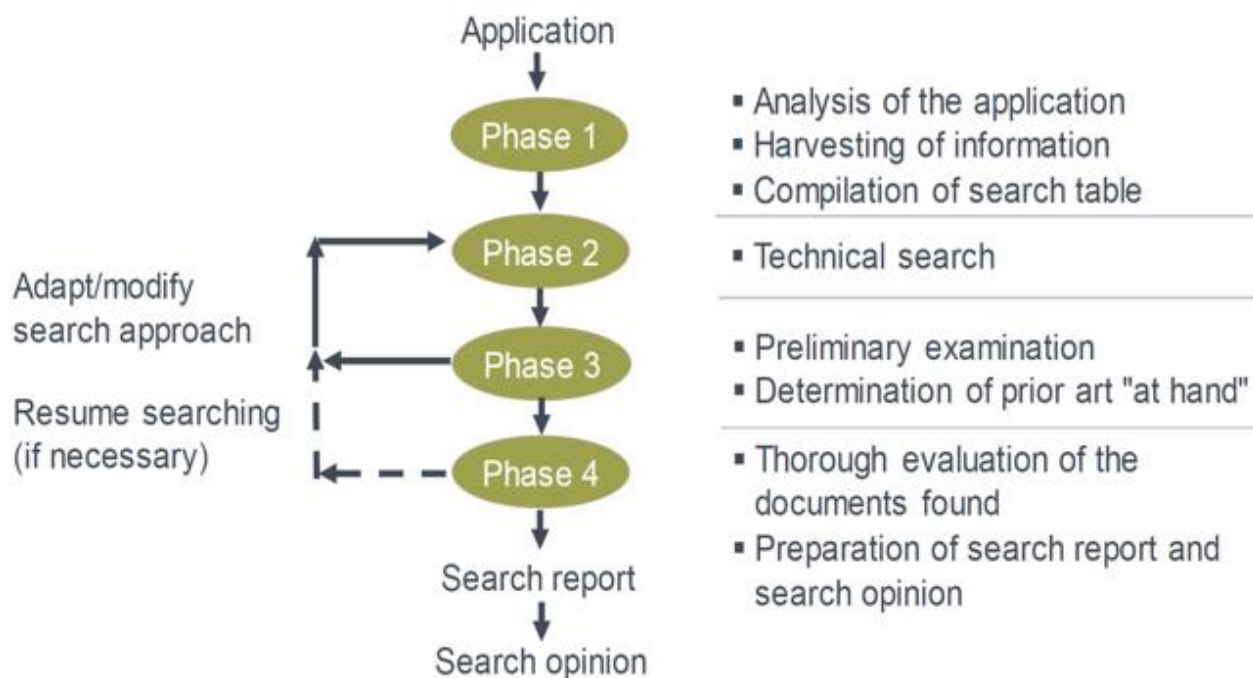 Application
Phase 1
▪ Analysis of the application
▪ Harvesting of information
▪ Compilation of search table
Phase 2
▪ Technical search
Adapt/modify
search approach
Phase 3
▪ Preliminary examination
▪ Determination of prior art "at hand"
Resume searching
(if necessary)
Phase 4
▪ Thorough evaluation of the
documents found
▪ Preparation of search report and
search opinion
Search report
Search opinion